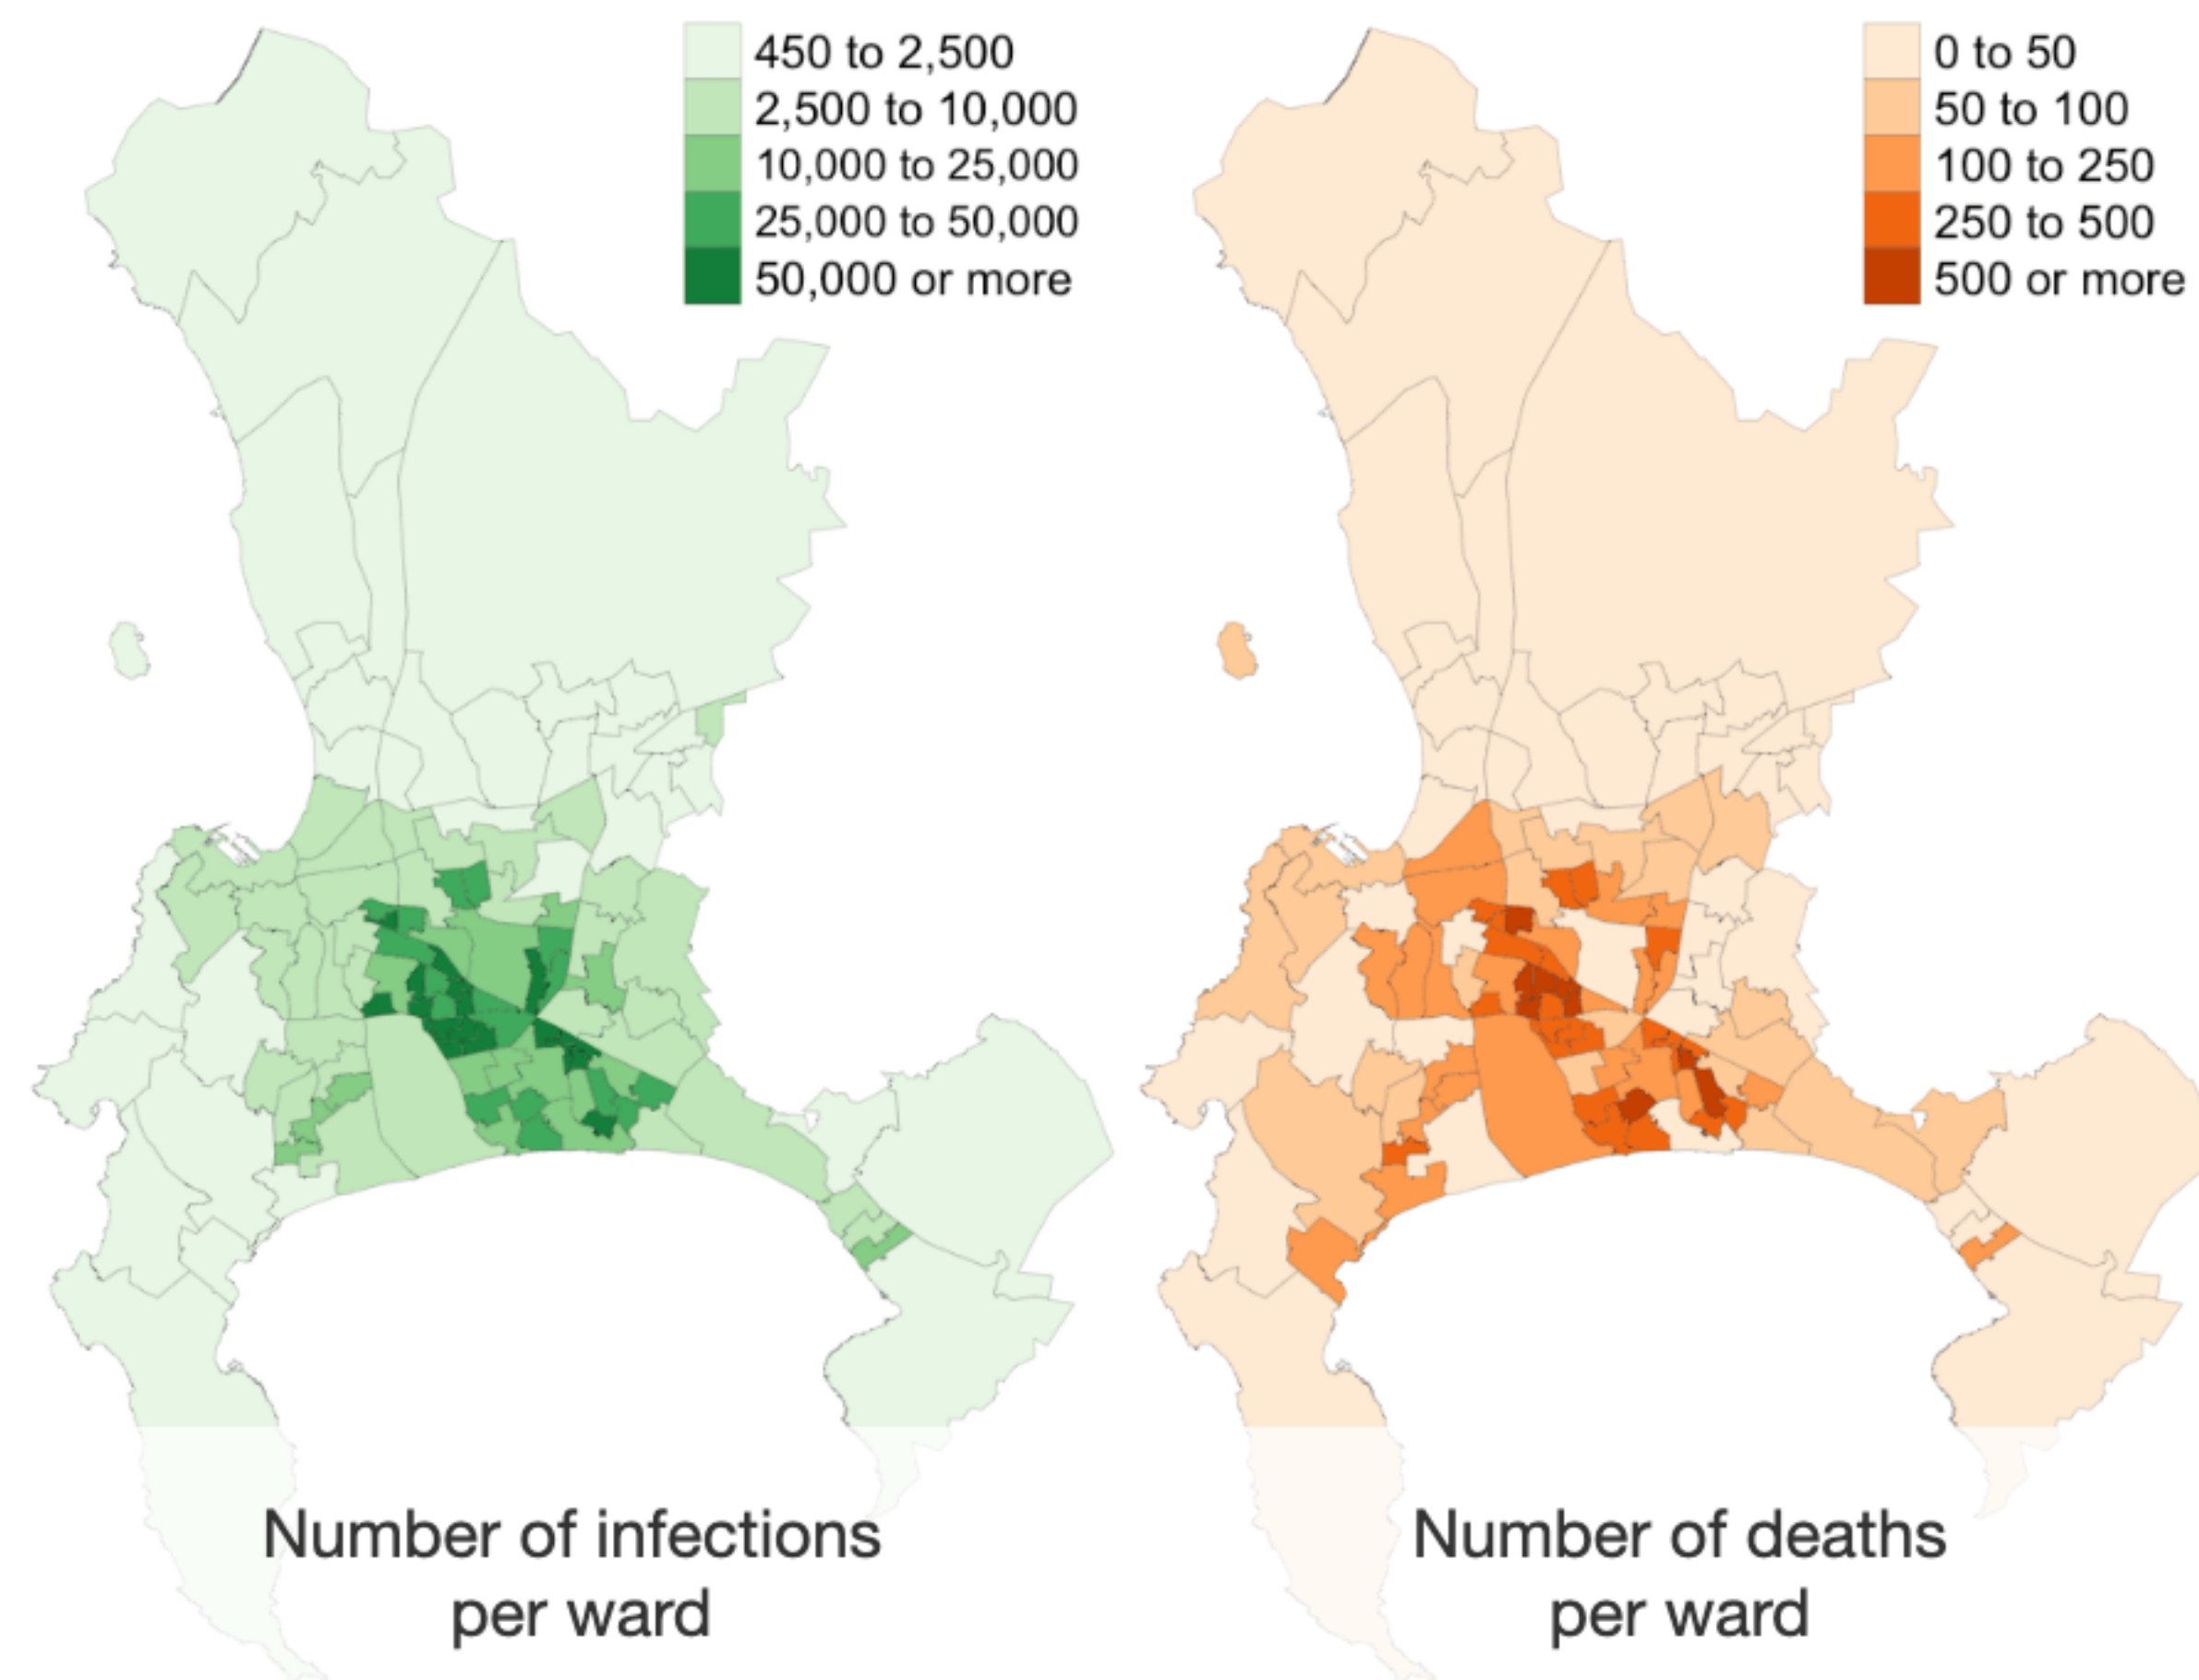 450 to 2,500
2,500 to 10,000
10,000 to 25,000
25,000 to 50,000
50,000 or more
0 to 50
50 to 100
100 to 250
250 to 500
500 or more
Number of infections
per ward
Number of deaths
per ward